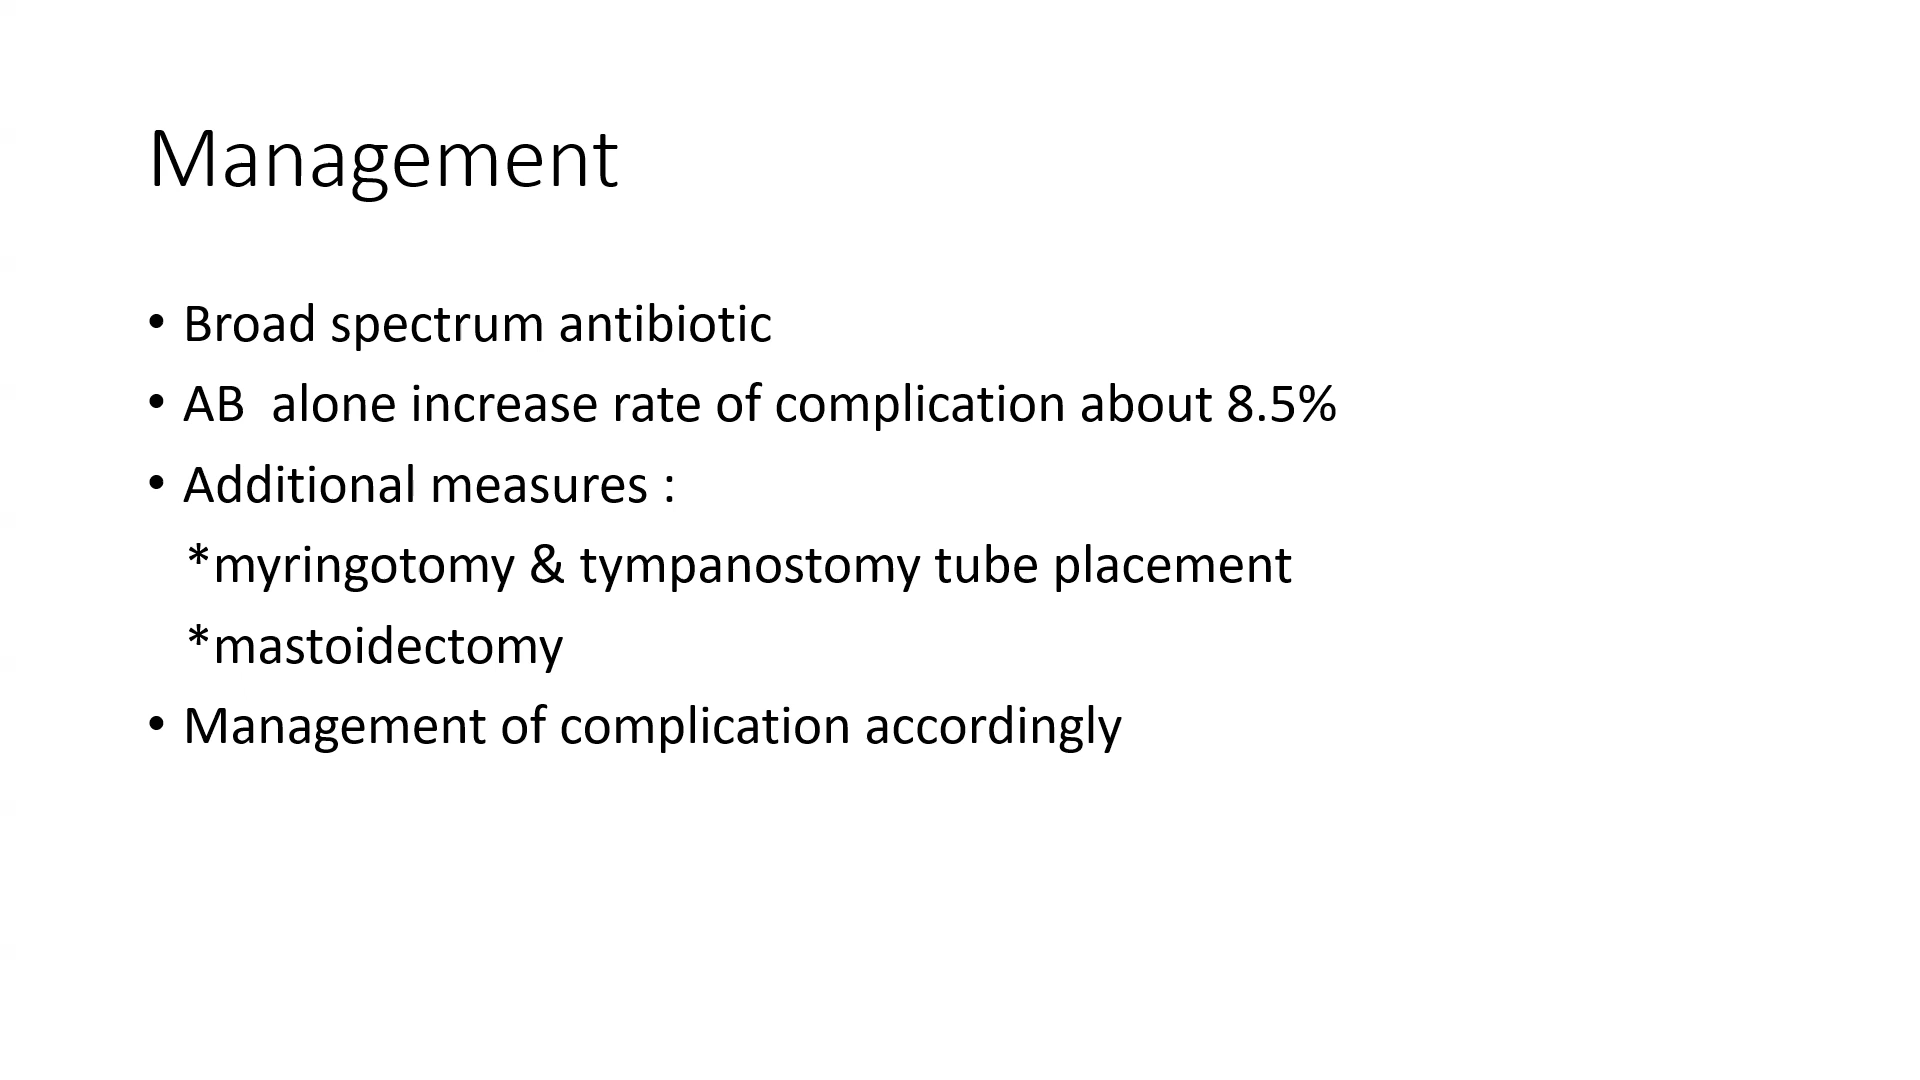 Management
• Broad spectrum antibiotic
• AB  alone increase rate of complication about 8.5%
• Additional measures :
*myringotomy & tympanostomy tube placement
*mastoidectomy
• Management of complication accordingly